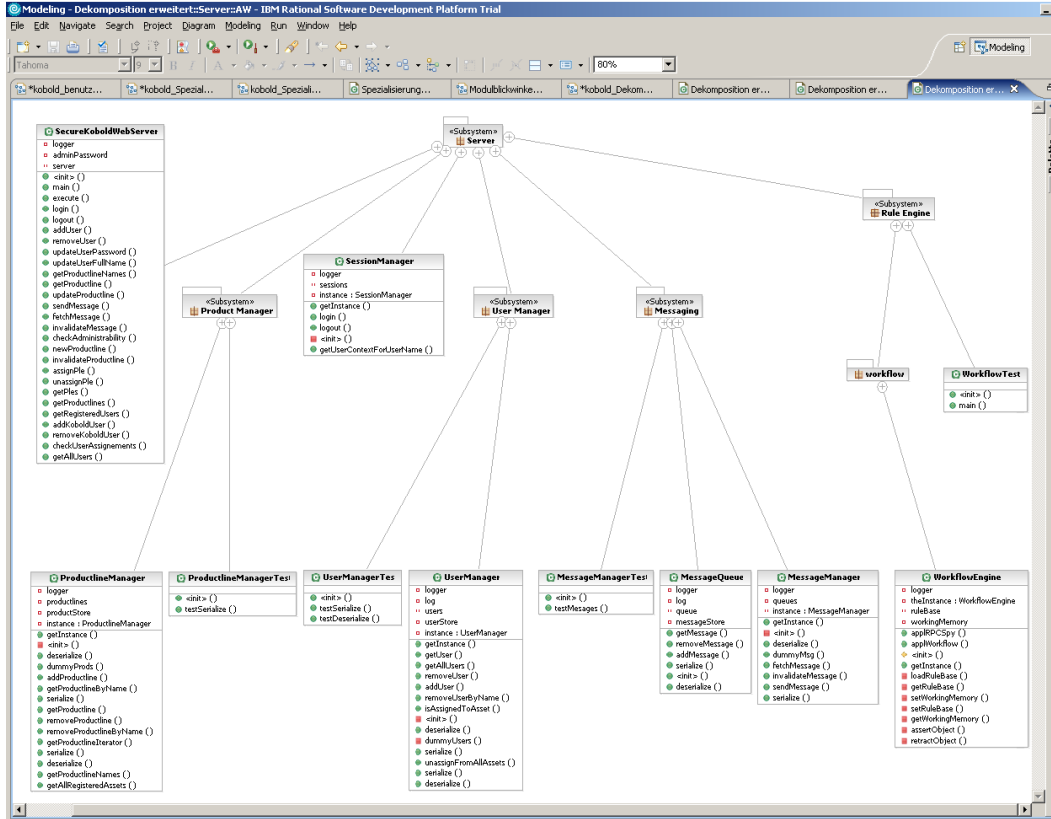 Modeling - Dekomposition erweitert::Server::AW - IBM Rational Software Development Platform Trial
File Edit Navigate Search Project Diagram Modeling Run Window Help
Modeling
Tahoma 9 B I A 80%
*kobold_benutz... *kobold_Spezial... kobold_Speziali... Spezialisierung... Modulblickwinke... *kobold_Dekom... Dekomposition er... Dekomposition er... Dekomposition er...
SecureKoboldWebServer
logger
adminPassword
server
<init> ()
main ()
execute ()
login ()
logout ()
addUser ()
removeUser ()
updateUserPassword ()
updateUserFullName ()
getProductlineNames ()
getProductline ()
updateProductline ()
sendMessage ()
fetchMessage ()
invalidateMessage ()
checkAdministrability ()
newProductline ()
invalidateProductline ()
assignPle ()
unassignPle ()
getPles ()
getProductlines ()
getRegisteredUsers ()
addKoboldUser ()
removeKoboldUser ()
checkUserAssignements ()
getAllUsers ()
«Subsystem»
Server
«Subsystem»
Rule Engine
«Subsystem»
Product Manager
SessionManager
logger
sessions
instance : SessionManager
getInstance ()
login ()
logout ()
<init> ()
getUserContextForUserName ()
«Subsystem»
User Manager
«Subsystem»
Messaging
workflow
WorkflowTest
<init> ()
main ()
ProductlineManager
logger
productlines
productStore
instance : ProductlineManager
getInstance ()
<init> ()
deserialize ()
dummyProds ()
addProductline ()
getProductlineByName ()
serialize ()
getProductline ()
removeProductline ()
removeProductlineByName ()
getProductlineIterator ()
serialize ()
deserialize ()
getProductlineNames ()
getAllRegisteredAssets ()
ProductlineManagerTest
<init> ()
testSerialize ()
UserManagerTes
<init> ()
testSerialize ()
testDeserialize ()
UserManager
logger
log
users
userStore
instance : UserManager
getInstance ()
getUser ()
getAllUsers ()
removeUser ()
addUser ()
removeUserByName ()
isAssignedToAsset ()
<init> ()
deserialize ()
dummyUsers ()
serialize ()
unassignFromAllAssets ()
serialize ()
deserialize ()
MessageManagerTest
<init> ()
testMesages ()
MessageQueue
logger
log
queue
messageStore
getMessage ()
removeMessage ()
addMessage ()
serialize ()
<init> ()
deserialize ()
MessageManager
logger
queues
instance : MessageManager
getInstance ()
<init> ()
deserialize ()
dummyMsg ()
fetchMessage ()
invalidateMessage ()
sendMessage ()
serialize ()
WorkflowEngine
logger
theInstance : WorkflowEngine
ruleBase
workingMemory
applRPCSpy ()
applWorkflow ()
<init> ()
getInstance ()
loadRuleBase ()
getRuleBase ()
setWorkingMemory ()
setRuleBase ()
getWorkingMemory ()
assertObject ()
retractObject ()